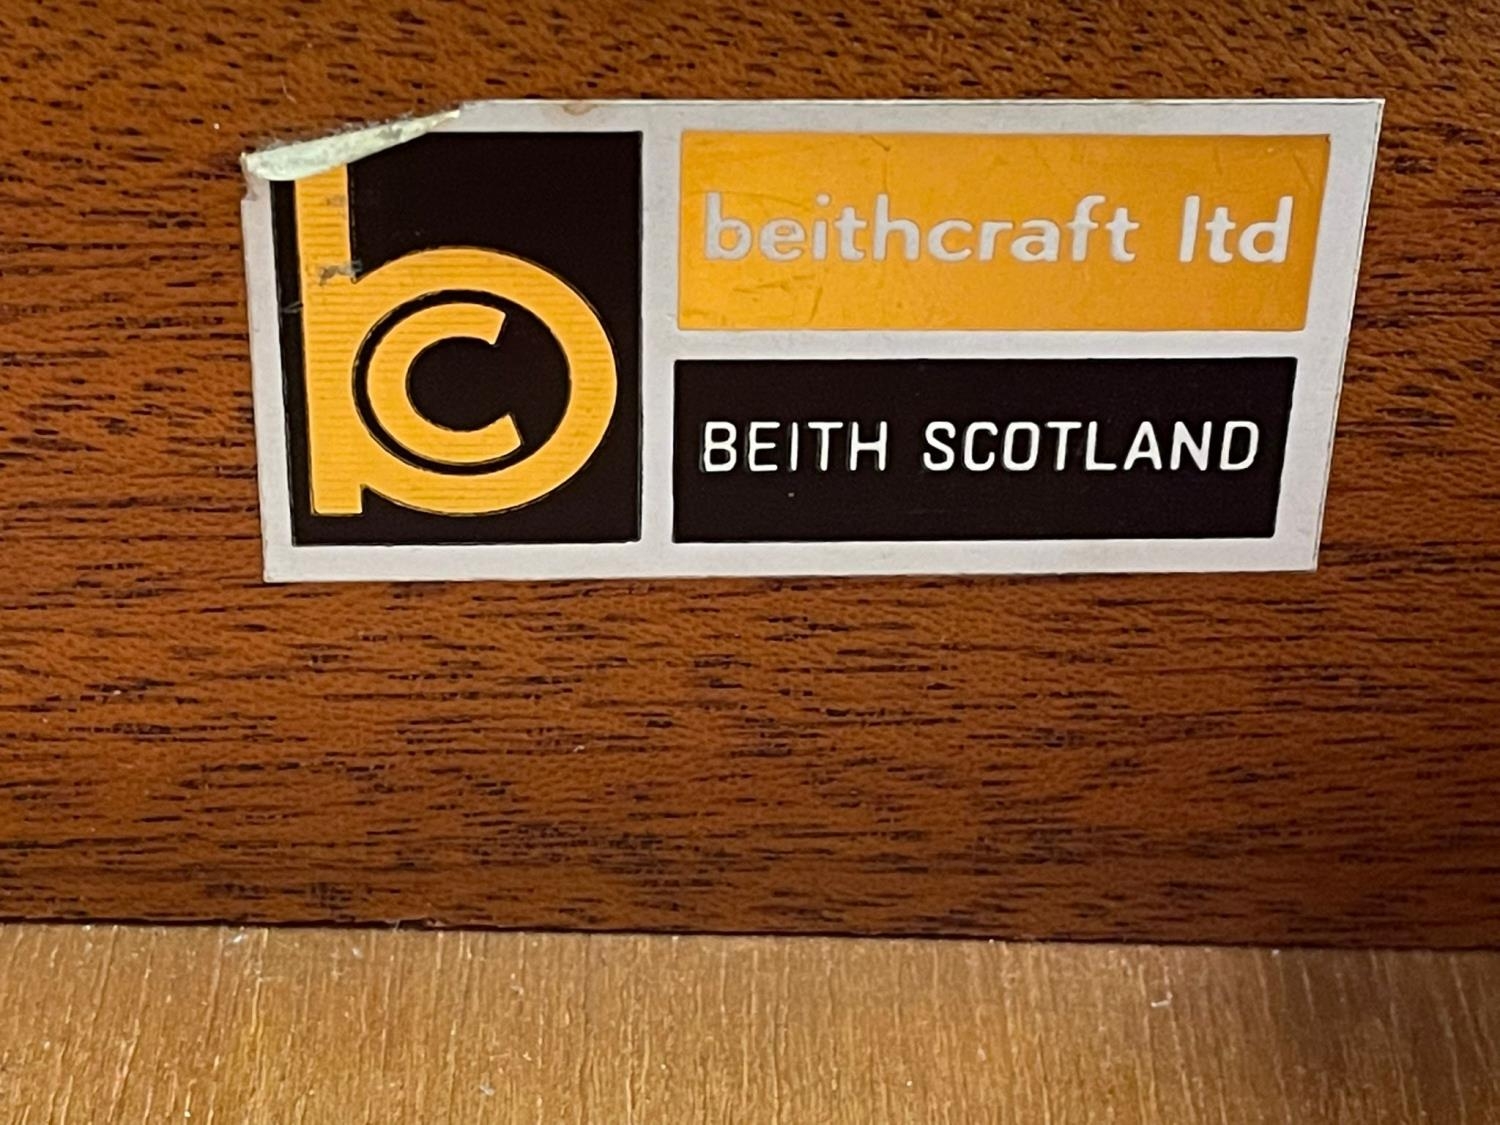 bc
beithcraft ltd
BEITH SCOTLAND